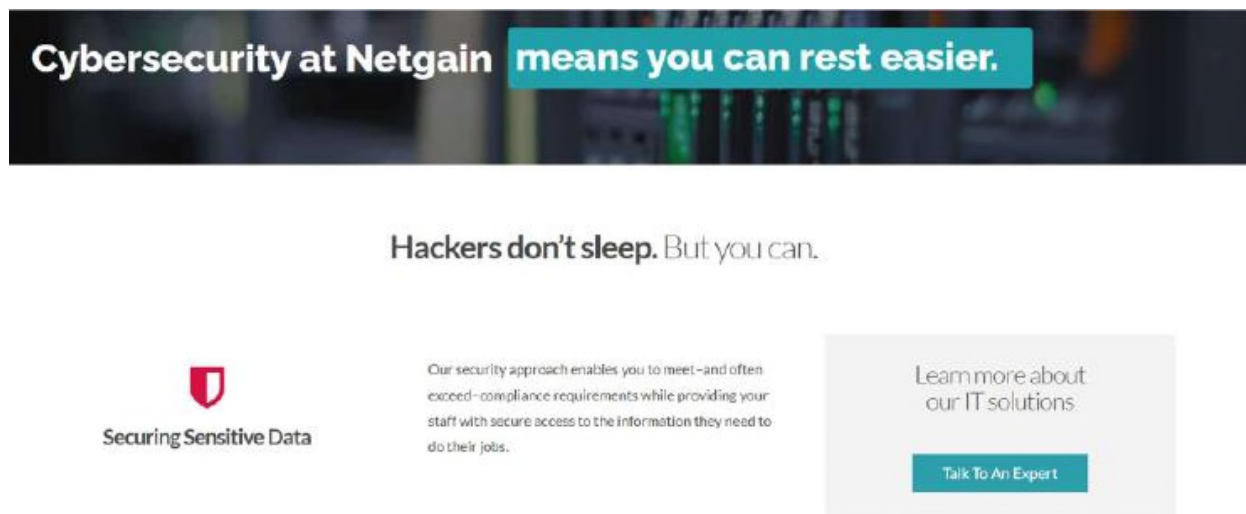 Cybersecurity at Netgain means you can rest easier.
Hackers don't sleep. But you can.
Securing Sensitive Data
Our security approach enables you to meet–and often
exceed–compliance requirements while providing your
staff with secure access to the information they need to
do their jobs.
Learn more about
our IT solutions
Talk To An Expert